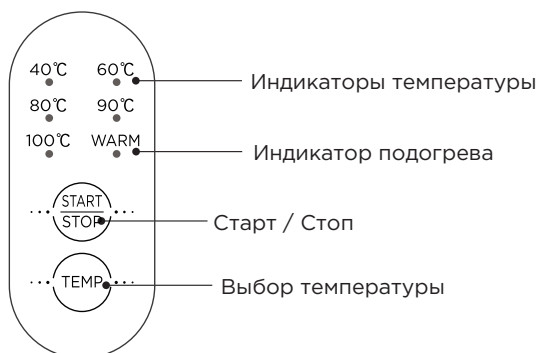 40℃ 60℃
Индикаторы температуры
80℃ 90℃
100℃ WARM
Индикатор подогрева
START
STOP
Старт / Стоп
TEMP
Выбор температуры